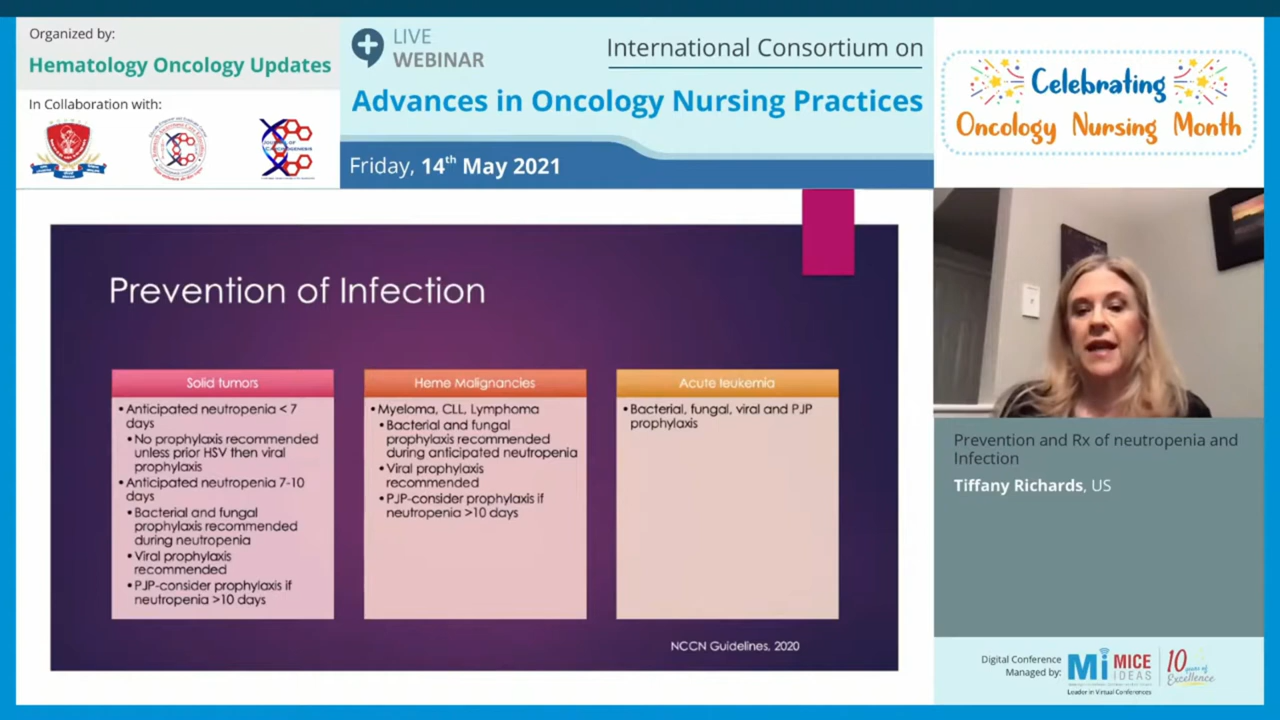 Organized by:
Hematology Oncology Updates
In Collaboration with:
LIVE
WEBINAR
International Consortium on
Advances in Oncology Nursing Practices
Friday, 14th May 2021
Celebrating
Oncology Nursing Month
Prevention of Infection
Solid tumors
• Anticipated neutropenia < 7
days
• No prophylaxis recommended
unless prior HSV then viral
prophylaxis
• Anticipated neutropenia 7-10
days
• Bacterial and fungal
prophylaxis recommended
during neutropenia
• Viral prophylaxis
recommended
• PJP-consider prophylaxis if
neutropenia >10 days
Heme Malignancies
• Myeloma, CLL, Lymphoma
• Bacterial and fungal
prophylaxis recommended
during anticipated neutropenia
• Viral prophylaxis
recommended
• PJP-consider prophylaxis if
neutropenia >10 days
Acute leukemia
• Bacterial, fungal, viral and PJP
prophylaxis
NCCN Guidelines, 2020
Prevention and Rx of neutropenia and
Infection
Tiffany Richards, US
Digital Conference
Managed by:
Mi MICE
IDEAS
Leader in Virtual Conferences
10 years of
Excellence